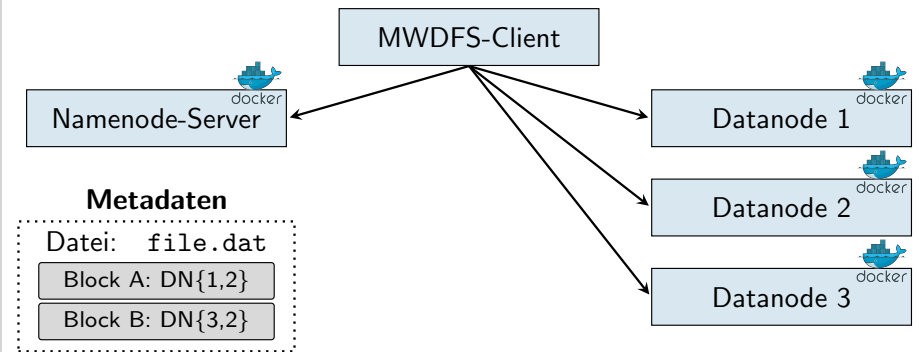 MWDFS-Client
docker
Namenode-Server
docker
Datanode 1
docker
Datanode 2
docker
Datanode 3
Metadaten
Datei: file.dat
Block A: DN{1,2}
Block B: DN{3,2}